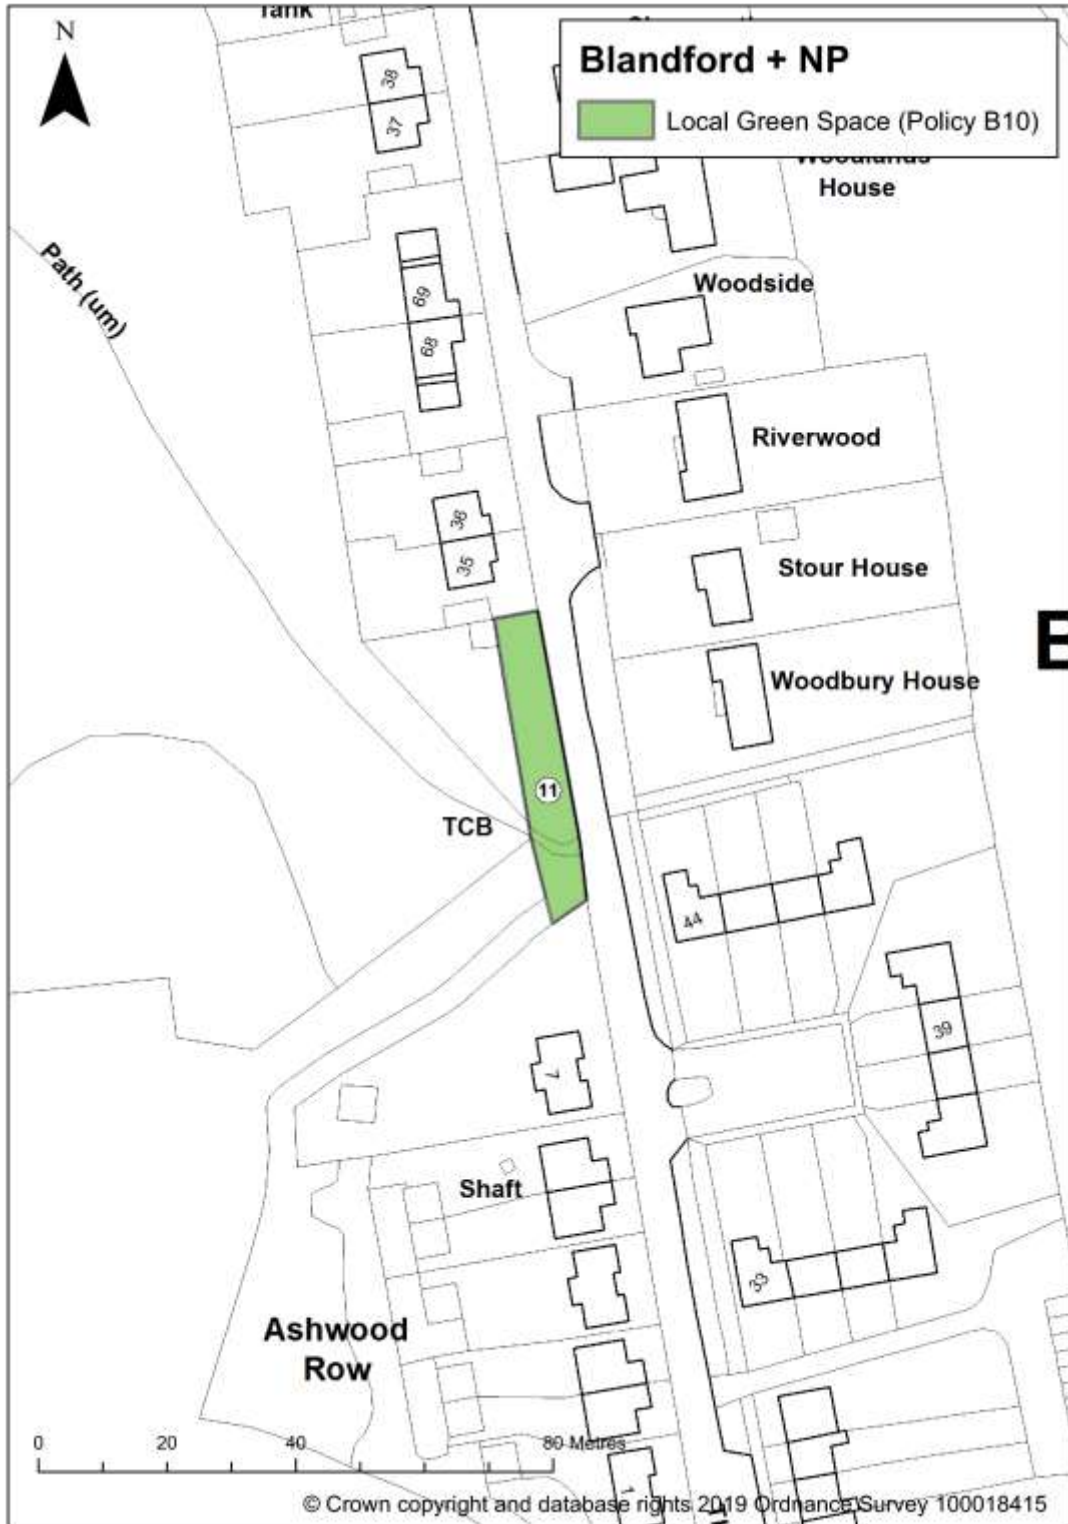 Tank
N
Blandford + NP
Local Green Space (Policy B10)
38
37
House
Path (um)
Woodside
69
68
Riverwood
36
35
Stour House
Woodbury House
11
TCB
44
39
7
Shaft
33
Ashwood
Row
0 20 40 80 Metres
1
© Crown copyright and database rights 2019 Ordnance Survey 100018415